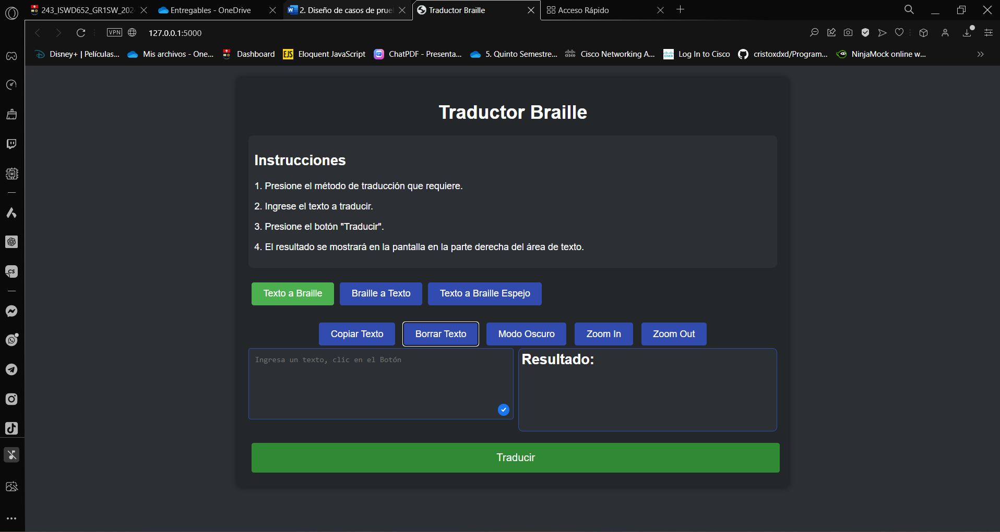 243_ISWD652_GR1SW_202
Entregables - OneDrive
2. Diseño de casos de prue
Traductor Braille
Acceso Rápido
VPN
127.0.0.1:5000
Disney+ | Películas...
Mis archivos - One...
Dashboard
EJS
Eloquent JavaScript
ChatPDF - Presenta...
5. Quinto Semestre...
Cisco Networking A...
Log In to Cisco
cristoxdxd/Program...
NinjaMock online w...
Traductor Braille
Instrucciones
1. Presione el método de traducción que requiere.
2. Ingrese el texto a traducir.
3. Presione el botón "Traducir".
4. El resultado se mostrará en la pantalla en la parte derecha del área de texto.
Texto a Braille
Braille a Texto
Texto a Braille Espejo
Copiar Texto
Borrar Texto
Modo Oscuro
Zoom In
Zoom Out
Ingresa un texto, clic en el Botón
Resultado:
Traducir